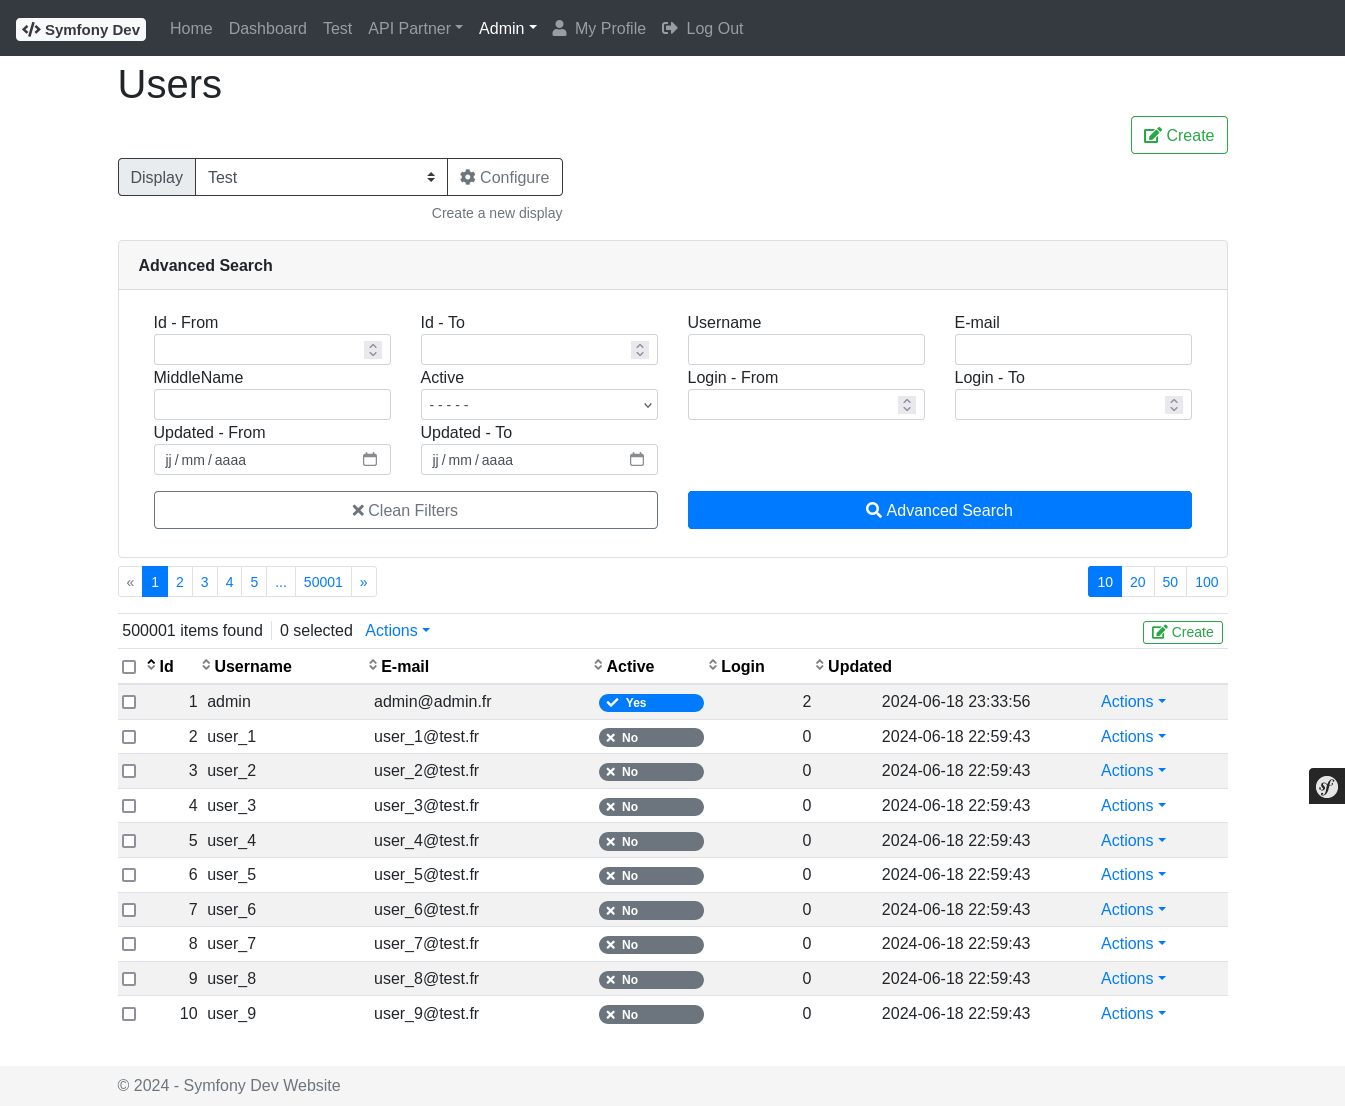 Symfony Dev Home Dashboard Test API Partner Admin My Profile Log Out
Users
Create
Display Test Configure
Create a new display
Advanced Search
Id - From Id - To Username E-mail
MiddleName Active Login - From Login - To
- - - - -
Updated - From Updated - To
jj / mm / aaaa jj / mm / aaaa
Clean Filters Advanced Search
« 1 2 3 4 5 ... 50001 » 10 20 50 100
500001 items found 0 selected Actions Create
Id Username E-mail Active Login Updated
1 admin admin@admin.fr Yes 2 2024-06-18 23:33:56 Actions
2 user_1 user_1@test.fr No 0 2024-06-18 22:59:43 Actions
3 user_2 user_2@test.fr No 0 2024-06-18 22:59:43 Actions
4 user_3 user_3@test.fr No 0 2024-06-18 22:59:43 Actions
5 user_4 user_4@test.fr No 0 2024-06-18 22:59:43 Actions
6 user_5 user_5@test.fr No 0 2024-06-18 22:59:43 Actions
7 user_6 user_6@test.fr No 0 2024-06-18 22:59:43 Actions
8 user_7 user_7@test.fr No 0 2024-06-18 22:59:43 Actions
9 user_8 user_8@test.fr No 0 2024-06-18 22:59:43 Actions
10 user_9 user_9@test.fr No 0 2024-06-18 22:59:43 Actions
© 2024 - Symfony Dev Website